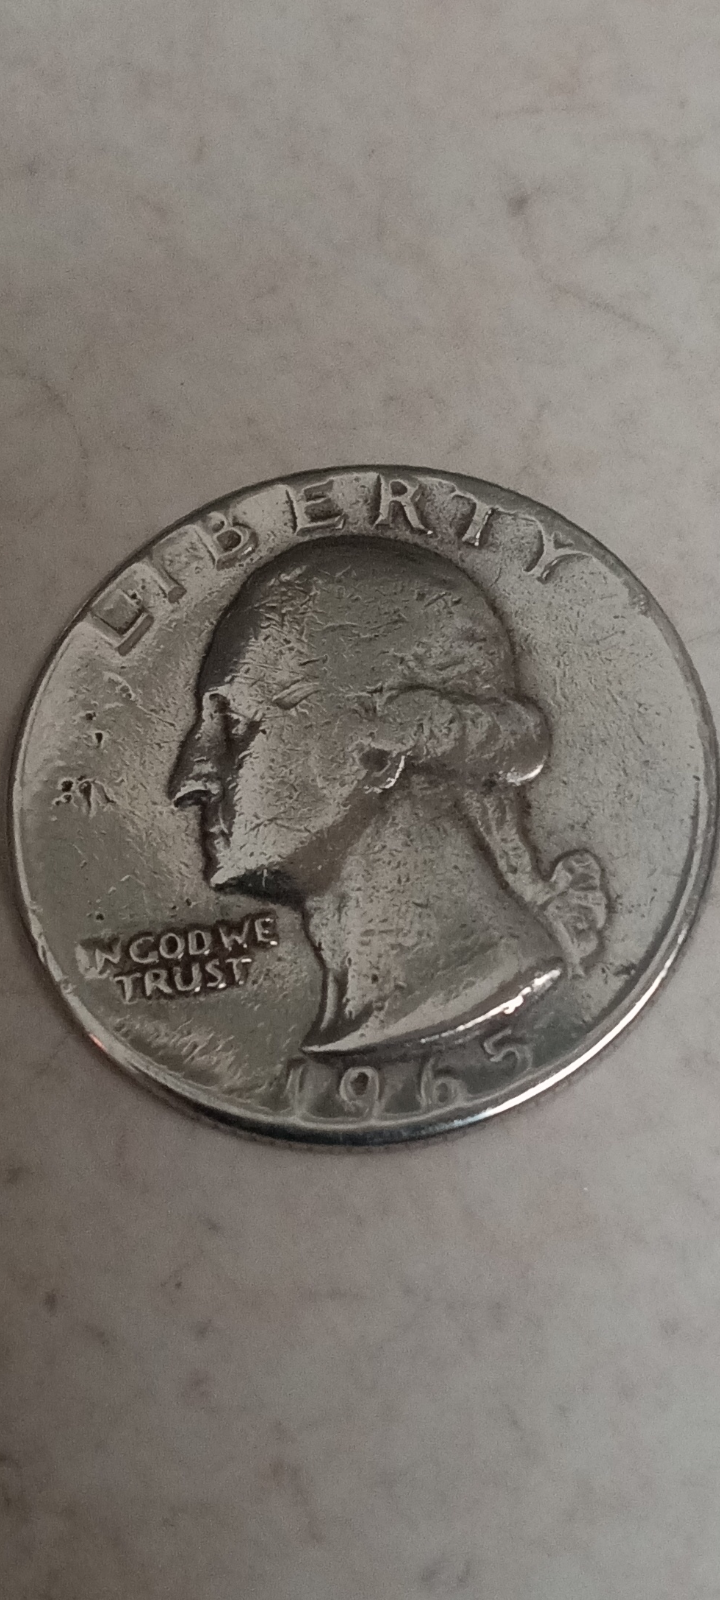 LIBERTY
IN GOD WE
TRUST
1965